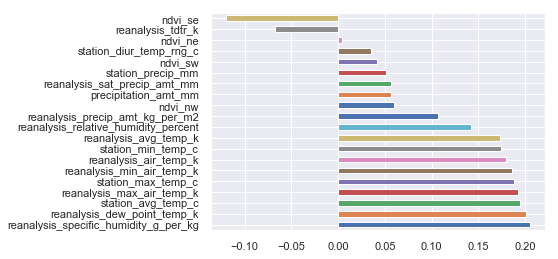 ndvi_se
reanalysis_tdtr_k
ndvi_ne
station_diur_temp_rng_c
ndvi_sw
station_precip_mm
reanalysis_sat_precip_amt_mm
precipitation_amt_mm
ndvi_nw
reanalysis_precip_amt_kg_per_m2
reanalysis_relative_humidity_percent
reanalysis_avg_temp_k
station_min_temp_c
reanalysis_air_temp_k
reanalysis_min_air_temp_k
station_max_temp_c
reanalysis_max_air_temp_k
station_avg_temp_c
reanalysis_dew_point_temp_k
reanalysis_specific_humidity_g_per_kg
−0.10 −0.05 0.00 0.05 0.10 0.15 0.20